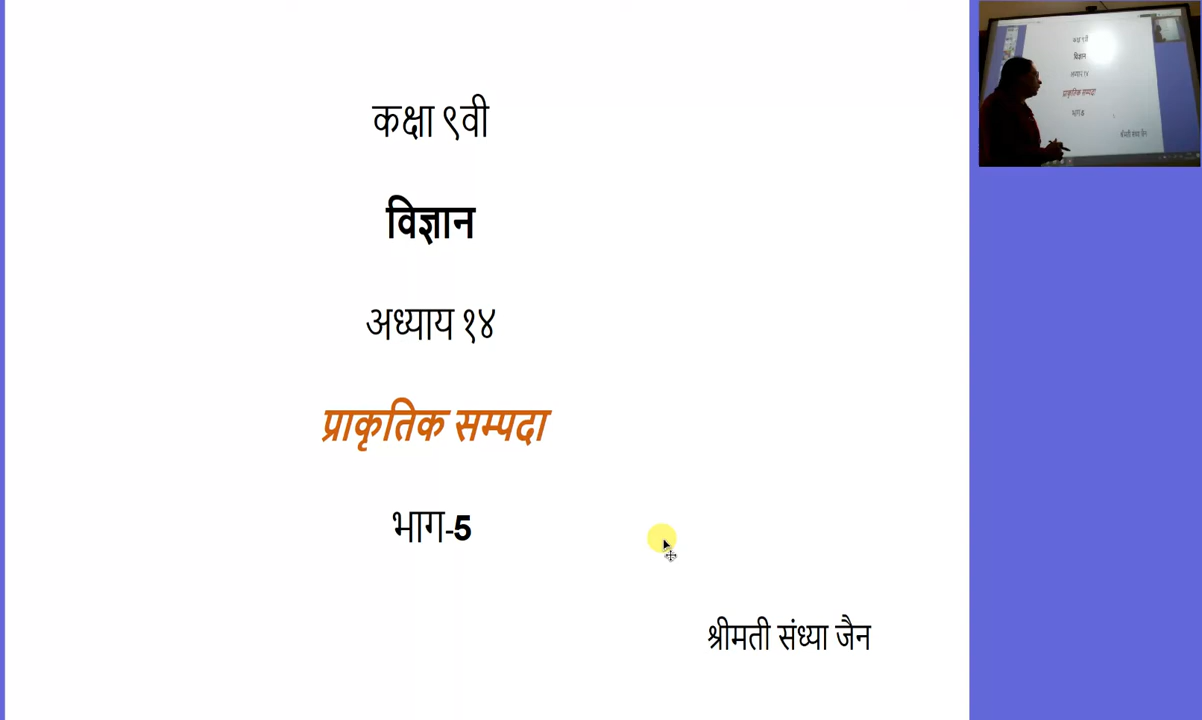 कक्षा ९वी
विज्ञान
अध्याय १४
प्राकृतिक सम्पदा
भाग-5
श्रीमती संध्या जैन